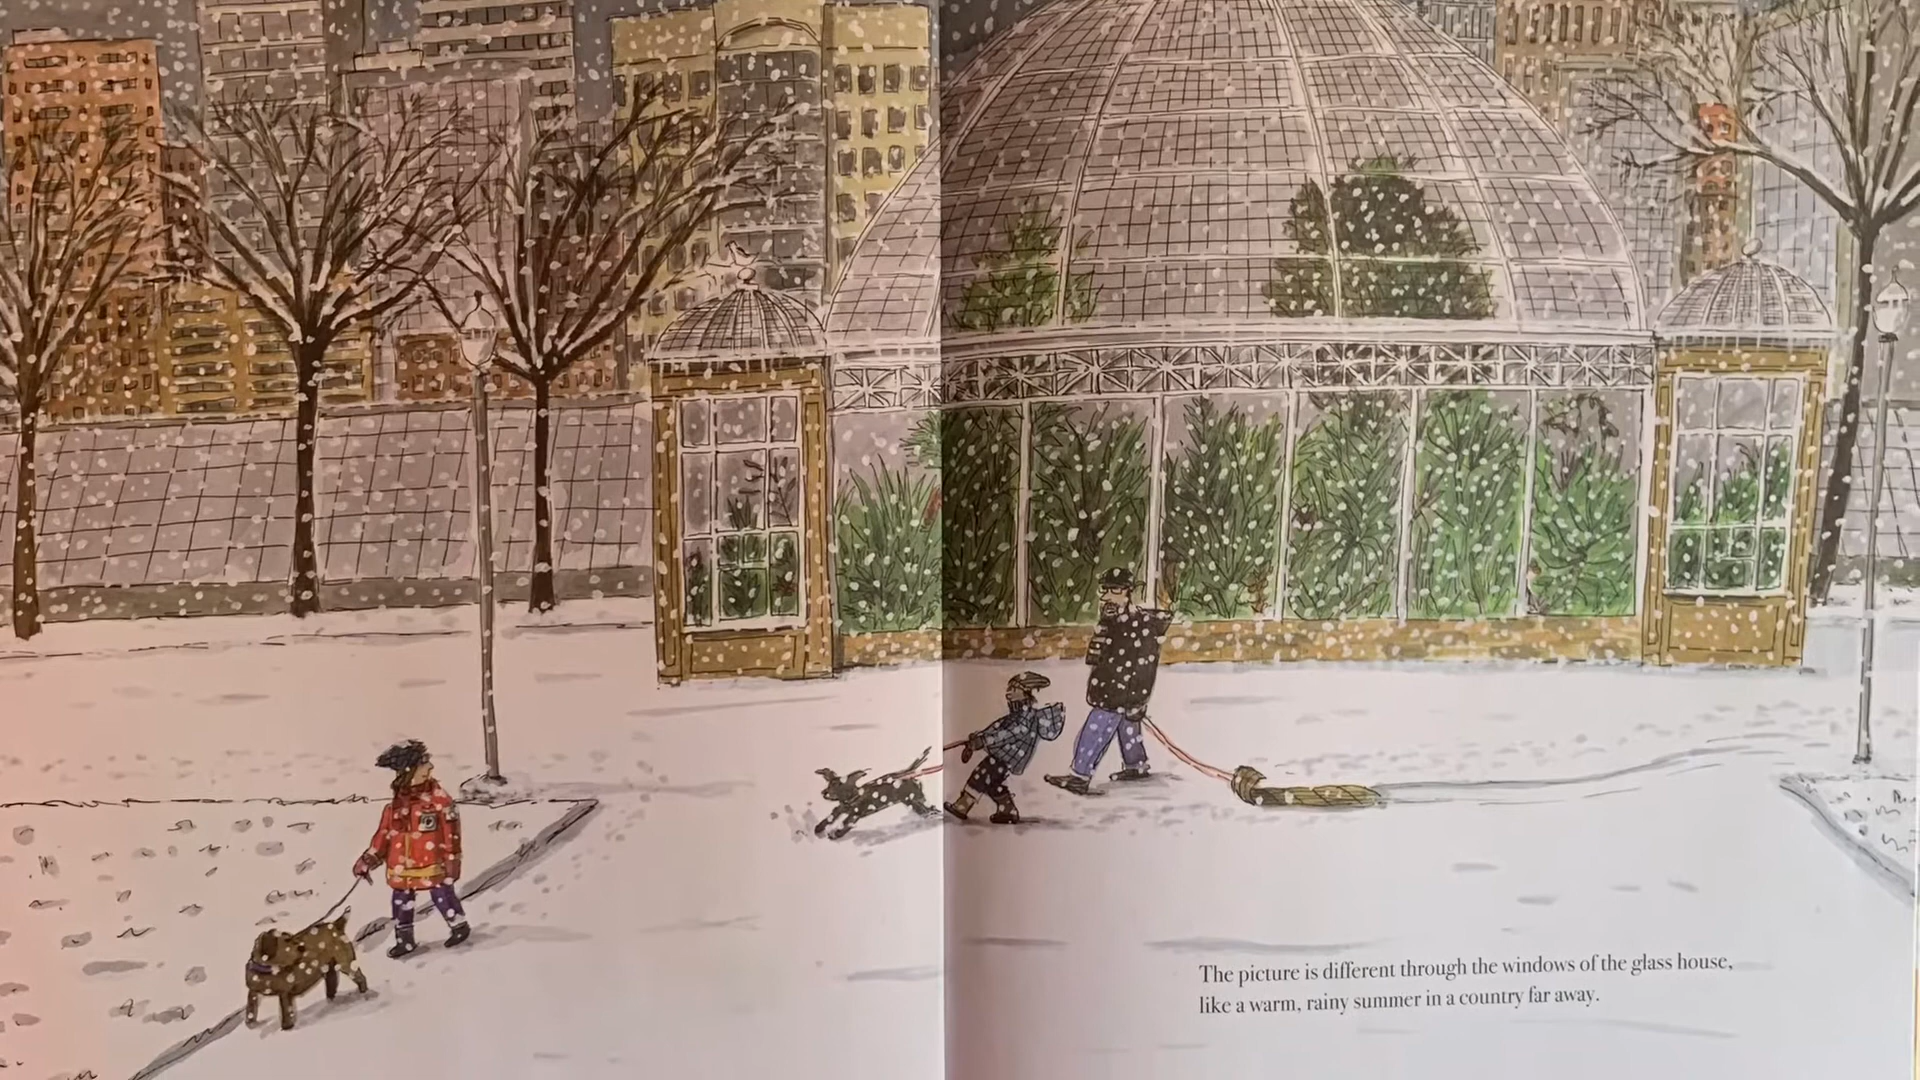 The picture is different through the windows of the glass house,
like a warm, rainy summer in a country far away.